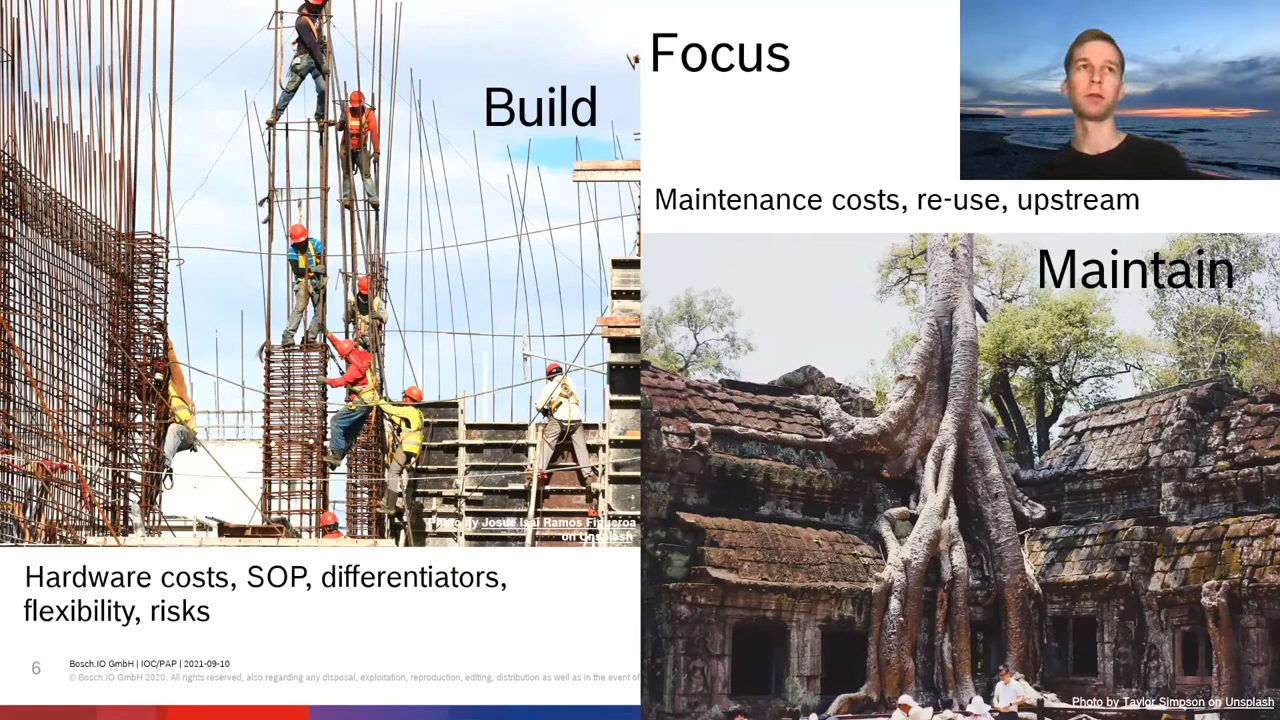 Focus
Build
Maintenance costs, re-use, upstream
Maintain
Photo by Josue Isai Ramos Figueroa
on Unsplash
Hardware costs, SOP, differentiators,
flexibility, risks
6
Bosch.IO GmbH | IOC/PAP | 2021-09-10
© Bosch.IO GmbH 2020. All rights reserved, also regarding any disposal, exploitation, reproduction, editing, distribution as well as in the event of
Photo by Taylor Simpson on Unsplash